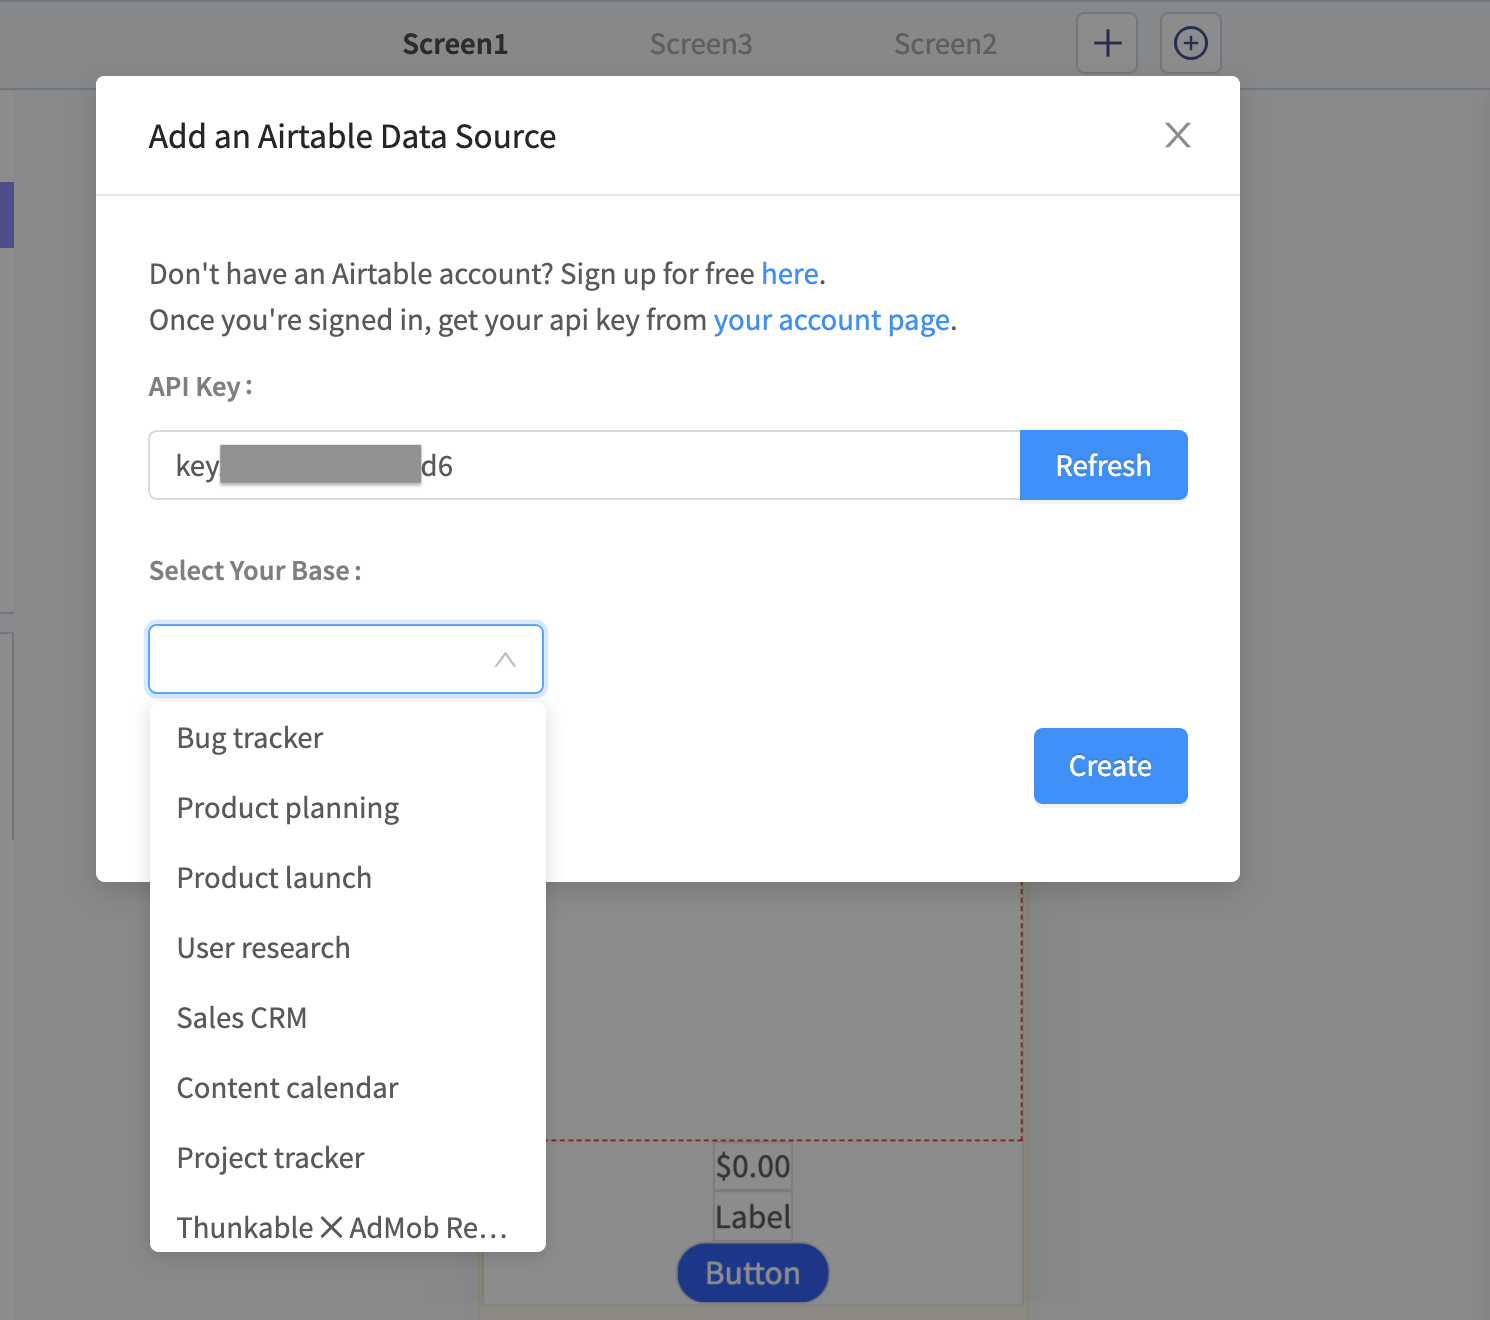 Screen1 Screen3 Screen2
Add an Airtable Data Source
Don't have an Airtable account? Sign up for free here.
Once you're signed in, get your api key from your account page.
API Key :
key d6 Refresh
Select Your Base :
Bug tracker
Create
Product planning
Product launch
User research
Sales CRM
Content calendar
Project tracker
$0.00
Label
Thunkable ✕ AdMob Re...
Button